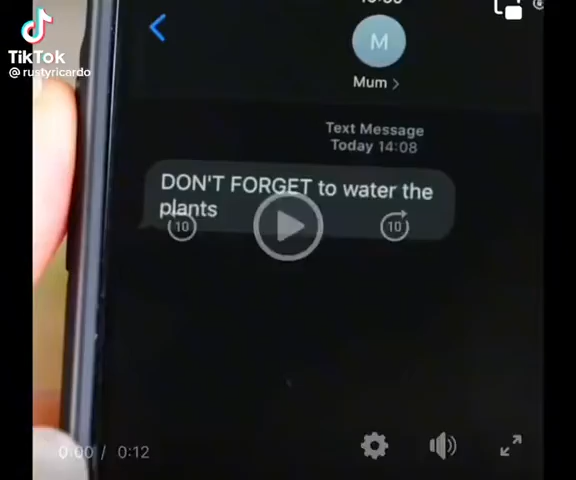 TikTok
@rustyricardo
M
Mum
Text Message
Today 14:08
DON'T FORGET to water the
plants
10
10
0:00 / 0:12